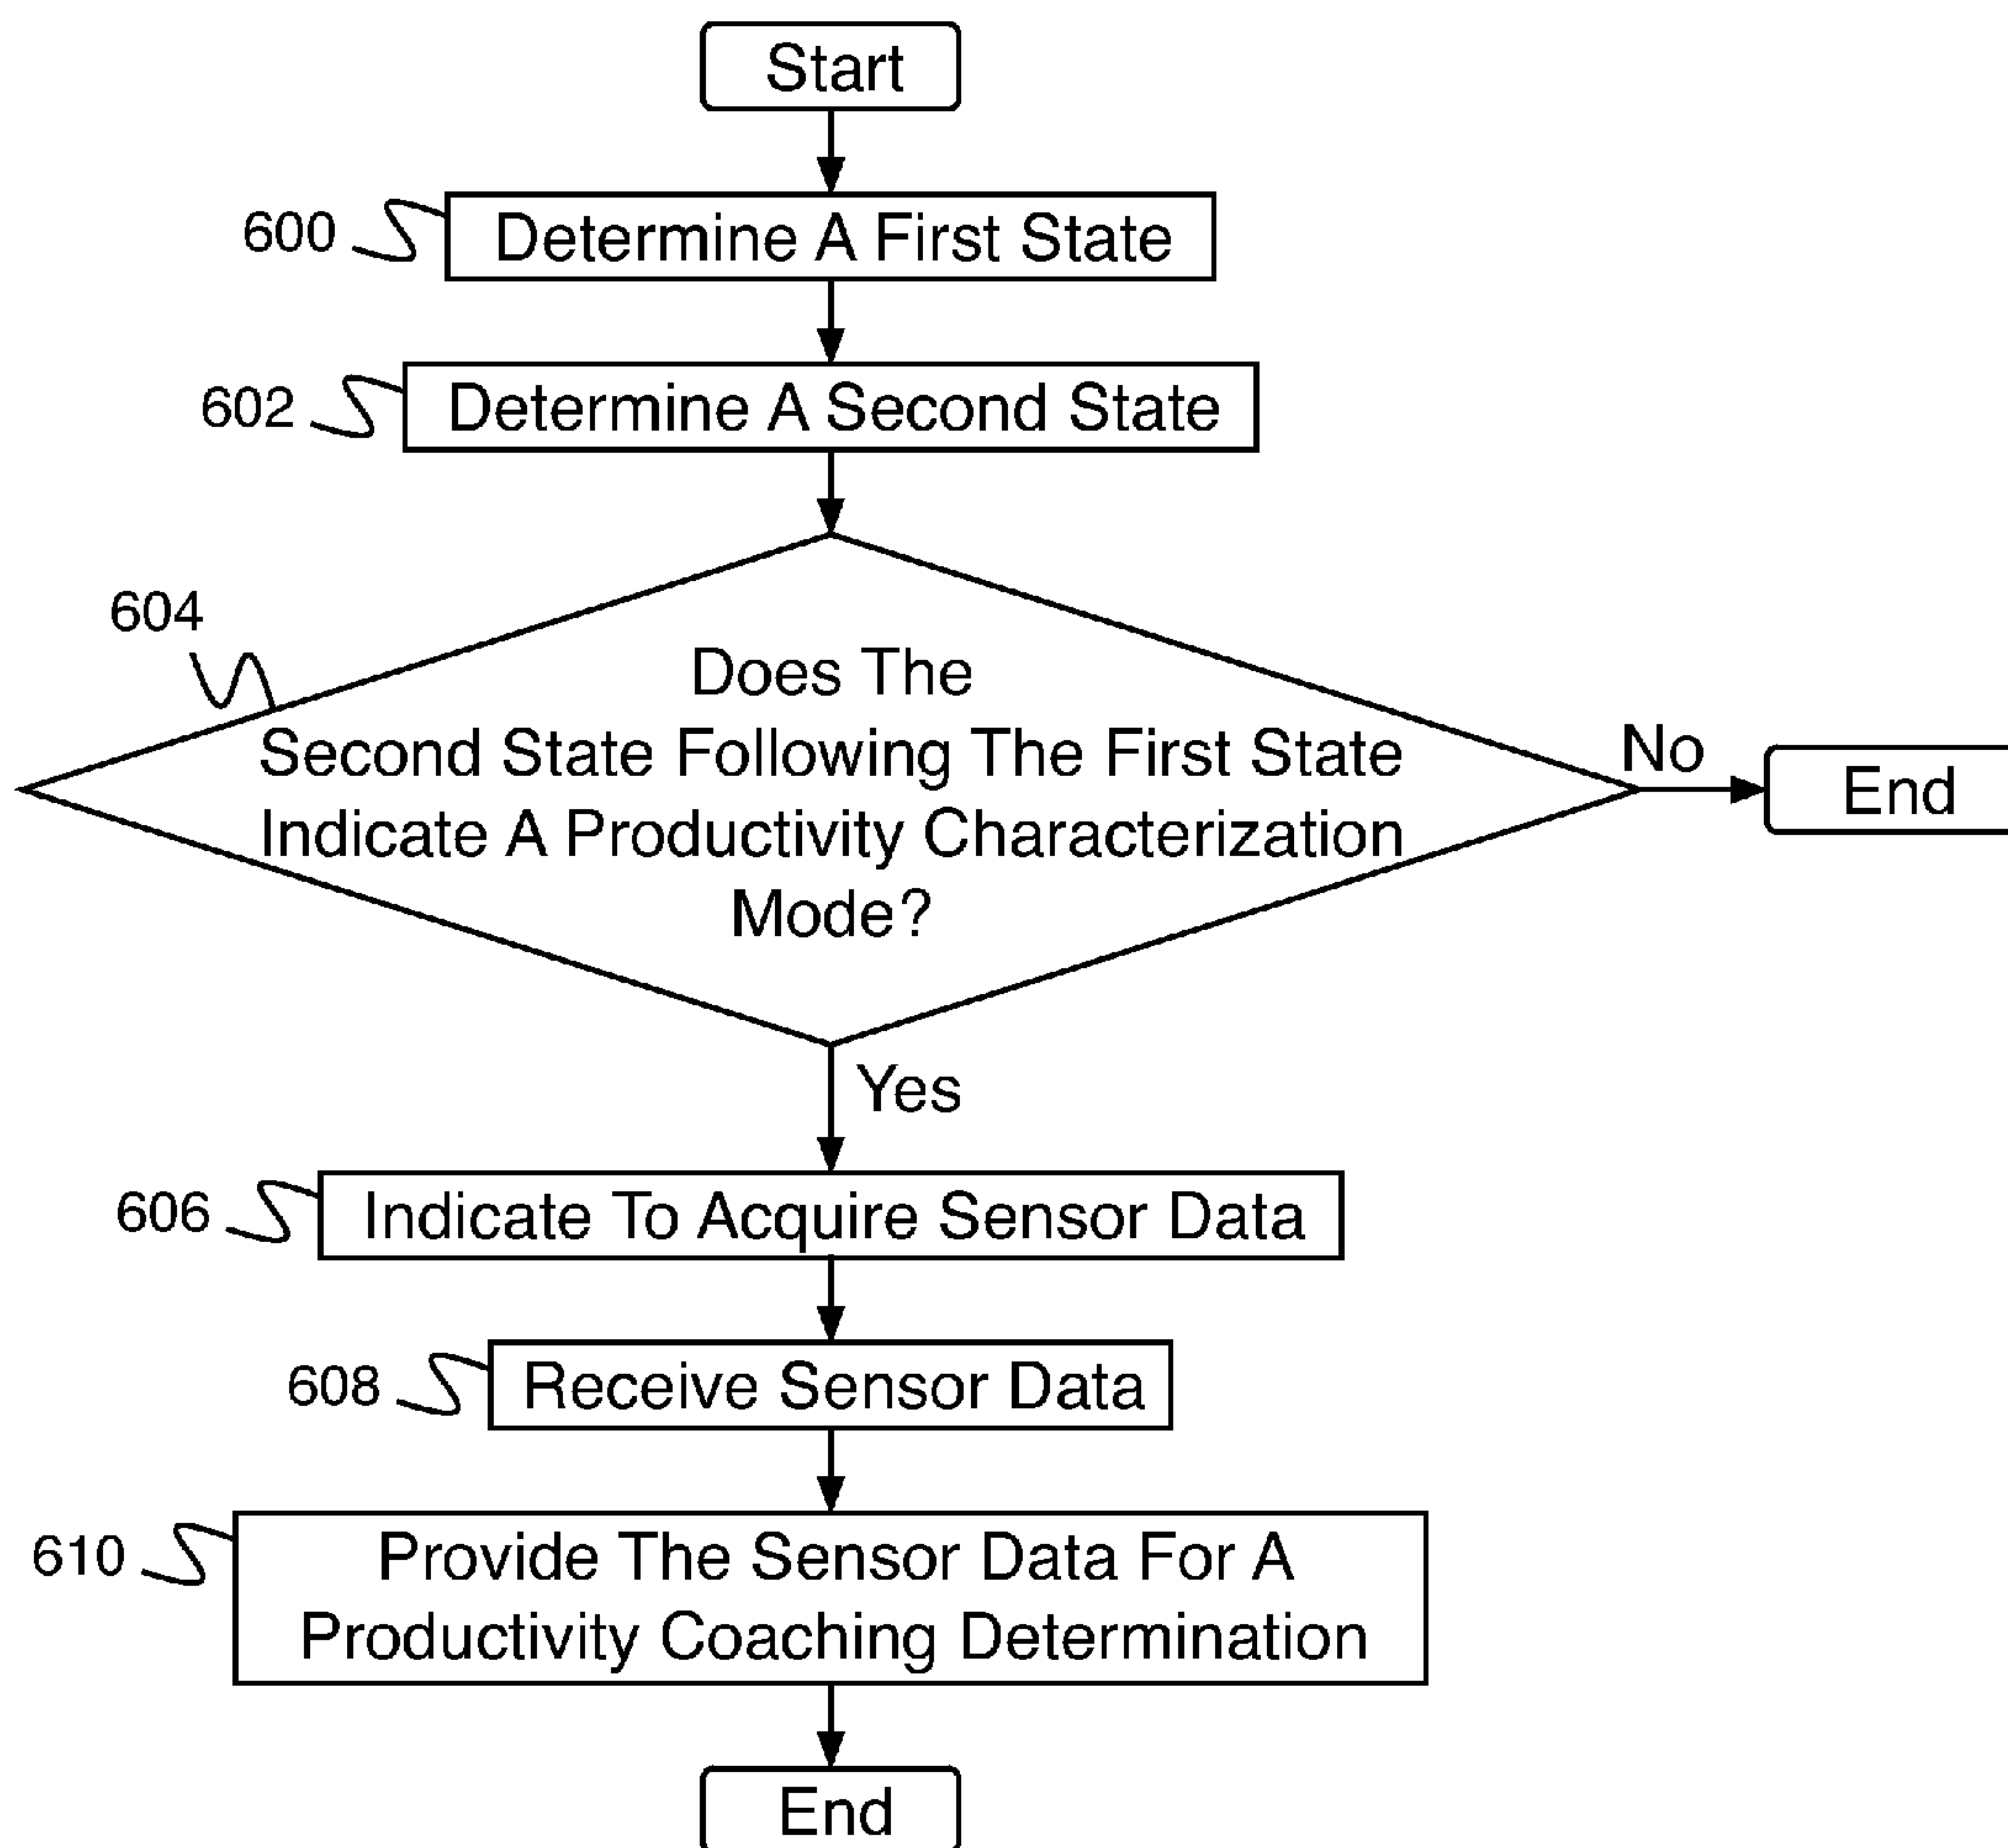 Start
600
Determine A First State
602
Determine A Second State
604
Does The
Second State Following The First State
Indicate A Productivity Characterization
Mode?
No
End
Yes
606
Indicate To Acquire Sensor Data
608
Receive Sensor Data
610
Provide The Sensor Data For A
Productivity Coaching Determination
End